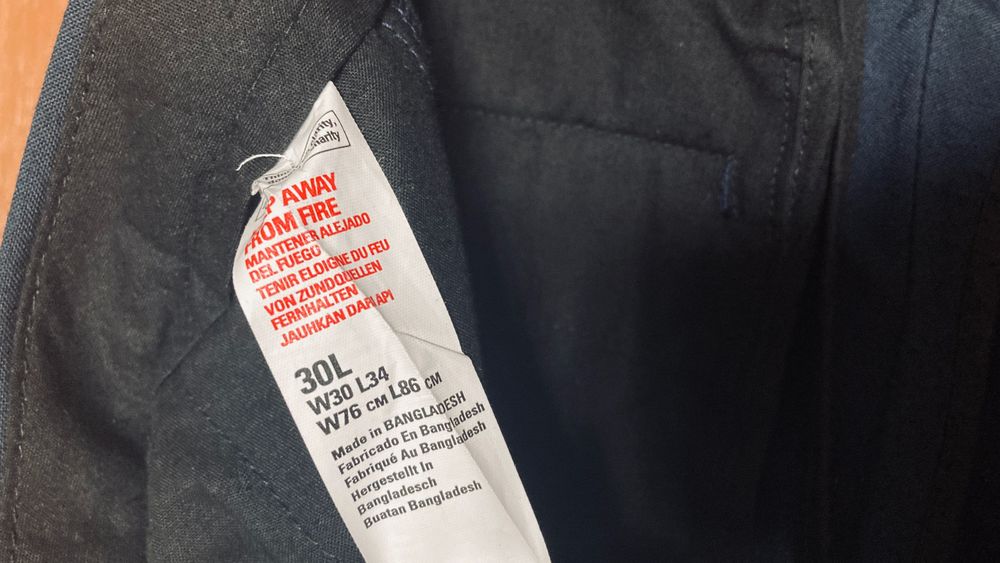 AWAY
FROM FIRE
MANTENER ALEJADO
DEL FUEGO
TENIR ELOIGNE DU FEU
VON ZUNDQUELLEN
FERNHALTEN
JAUHKAN DARI API
30L
W30 L34
W76 CM L86 CM
Made in BANGLADESH
Fabricado En Bangladesh
Fabriqué Au Bangladesh
Hergestellt In
Bangladesch
Buatan Bangladesh